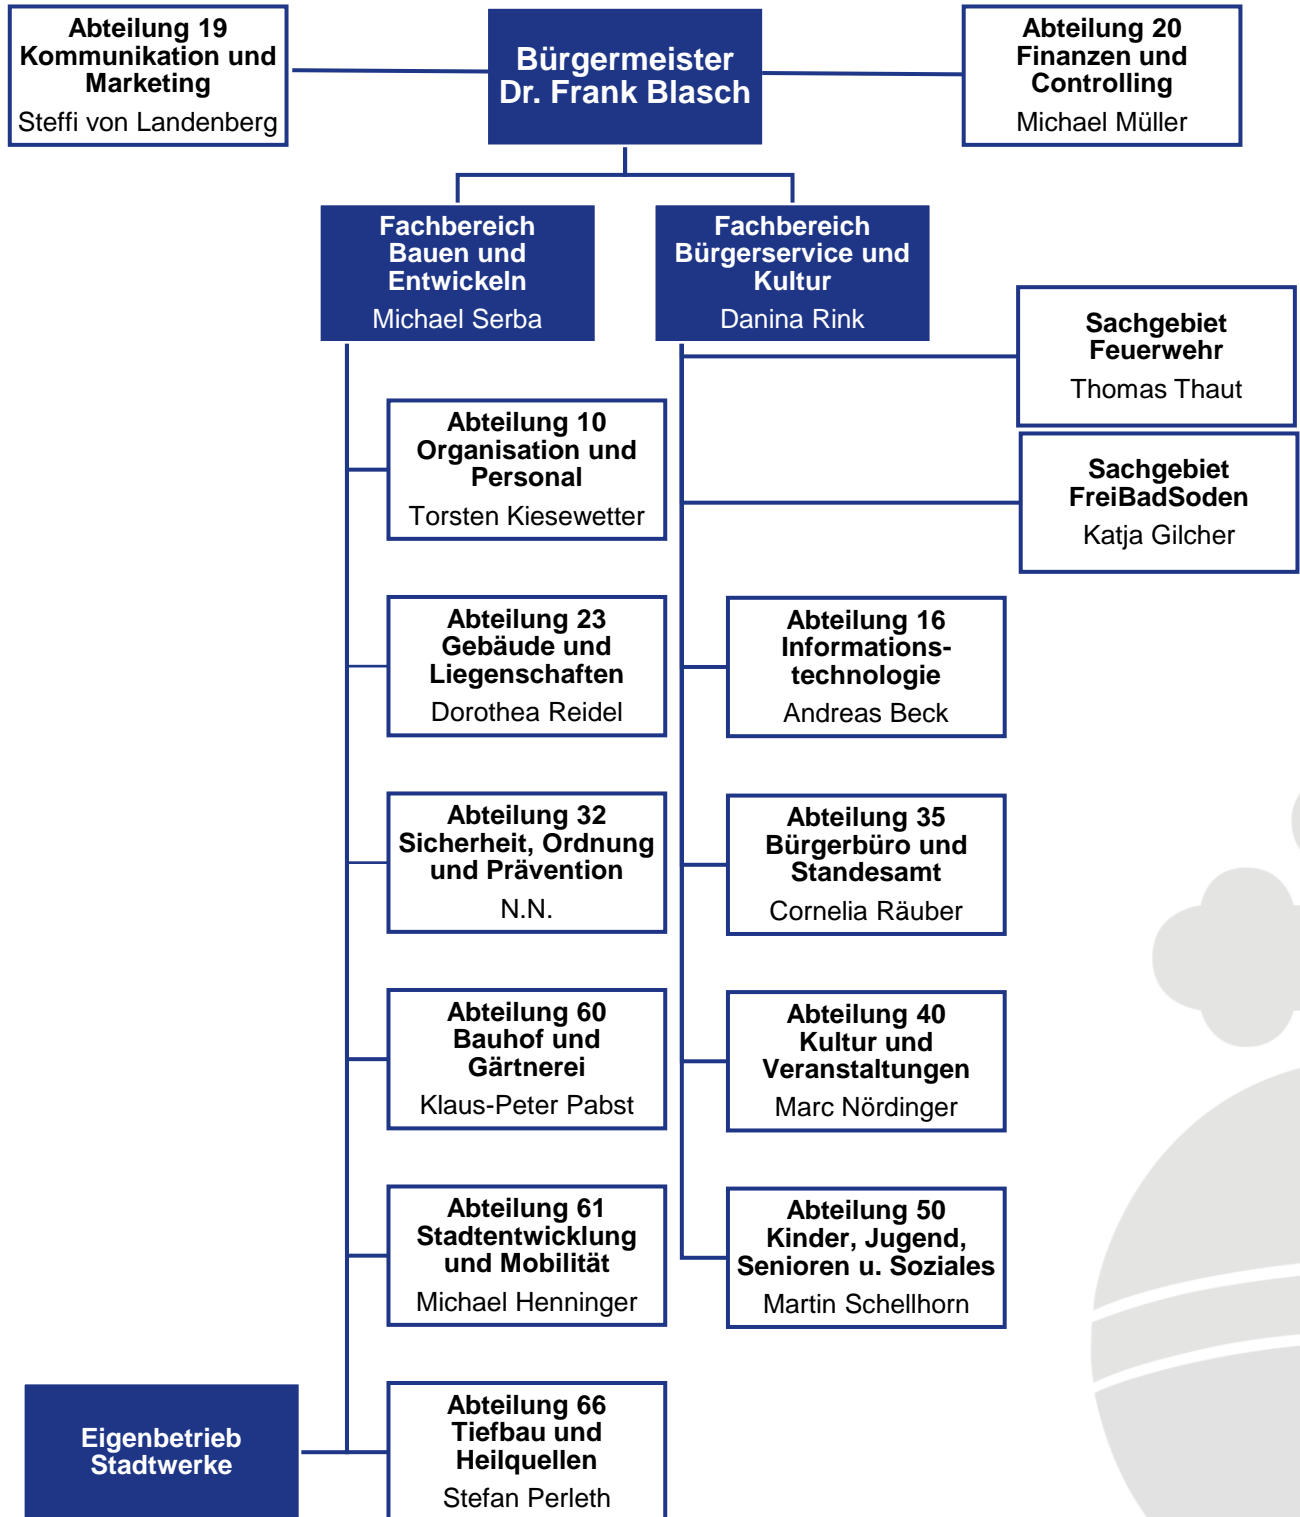 Abteilung 19
Kommunikation und
Marketing
Steffi von Landenberg
Bürgermeister
Dr. Frank Blasch
Abteilung 20
Finanzen und
Controlling
Michael Müller
Fachbereich
Bauen und
Entwickeln
Michael Serba
Fachbereich
Bürgerservice und
Kultur
Danina Rink
Sachgebiet
Feuerwehr
Thomas Thaut
Sachgebiet
FreiBadSoden
Katja Gilcher
Abteilung 10
Organisation und
Personal
Torsten Kiesewetter
Abteilung 23
Gebäude und
Liegenschaften
Dorothea Reidel
Abteilung 16
Informations-
technologie
Andreas Beck
Abteilung 32
Sicherheit, Ordnung
und Prävention
N.N.
Abteilung 35
Bürgerbüro und
Standesamt
Cornelia Räuber
Abteilung 60
Bauhof und
Gärtnerei
Klaus-Peter Pabst
Abteilung 40
Kultur und
Veranstaltungen
Marc Nördinger
Abteilung 61
Stadtentwicklung
und Mobilität
Michael Henninger
Abteilung 50
Kinder, Jugend,
Senioren u. Soziales
Martin Schellhorn
Eigenbetrieb
Stadtwerke
Abteilung 66
Tiefbau und
Heilquellen
Stefan Perleth